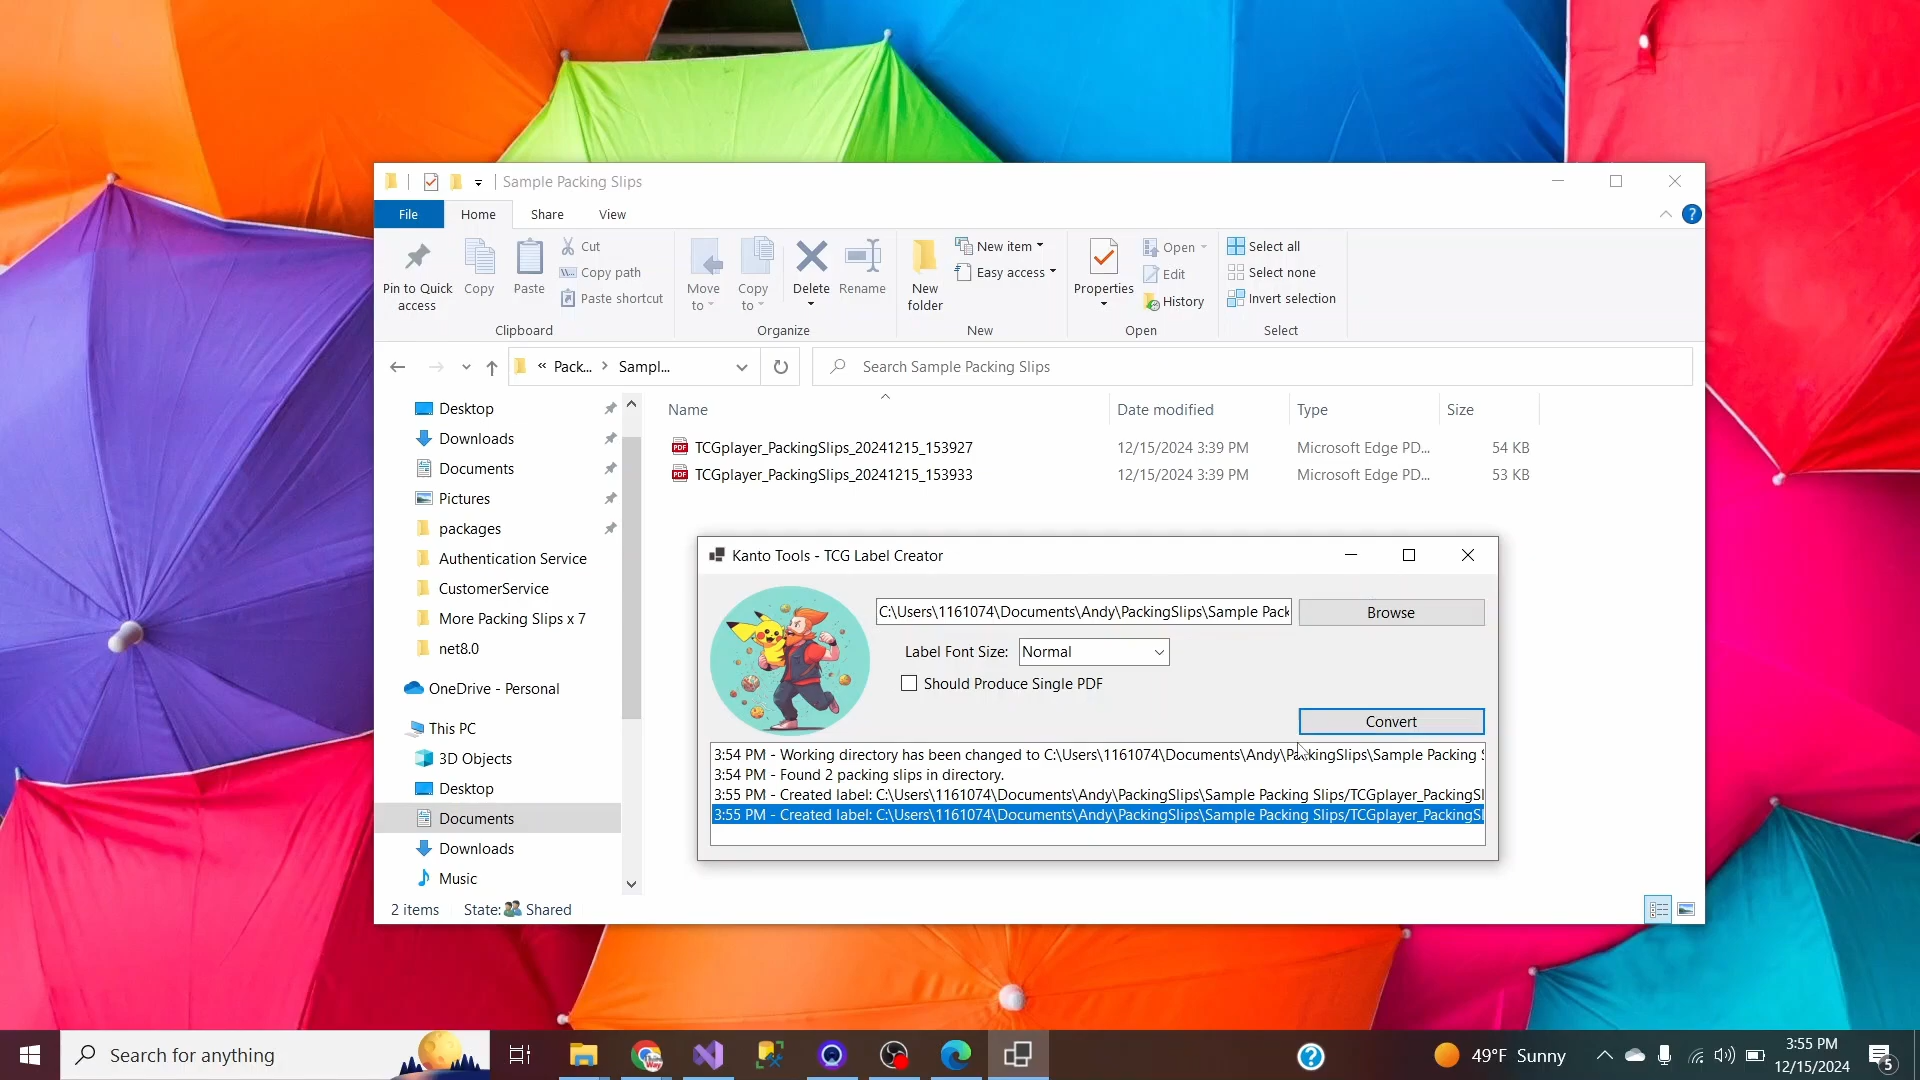 Sample Packing Slips
File Home Share View
Pin to Quick access
Copy
Paste
Cut
Copy path
Paste shortcut
Clipboard
Move to
Copy to
Delete
Rename
Organize
New folder
New item
Easy access
New
Properties
Open
Edit
History
Open
Select all
Select none
Invert selection
Select
« Pack... > Sampl...
Search Sample Packing Slips
Name Date modified Type Size
TCGplayer_PackingSlips_20241215_153927 12/15/2024 3:39 PM Microsoft Edge PD... 54 KB
TCGplayer_PackingSlips_20241215_153933 12/15/2024 3:39 PM Microsoft Edge PD... 53 KB
Desktop
Downloads
Documents
Pictures
packages
Authentication Service
CustomerService
More Packing Slips x 7
net8.0
OneDrive - Personal
This PC
3D Objects
Desktop
Documents
Downloads
Music
2 items State: Shared
Kanto Tools - TCG Label Creator
C:\Users\1161074\Documents\Andy\PackingSlips\Sample Pack
Browse
Label Font Size: Normal
Should Produce Single PDF
Convert
3:54 PM - Working directory has been changed to C:\Users\1161074\Documents\Andy\PackingSlips\Sample Packing S
3:54 PM - Found 2 packing slips in directory.
3:55 PM - Created label: C:\Users\1161074\Documents\Andy\PackingSlips\Sample Packing Slips/TCGplayer_PackingSl
3:55 PM - Created label: C:\Users\1161074\Documents\Andy\PackingSlips\Sample Packing Slips/TCGplayer_PackingSl
Search for anything
49°F Sunny
3:55 PM
12/15/2024
5